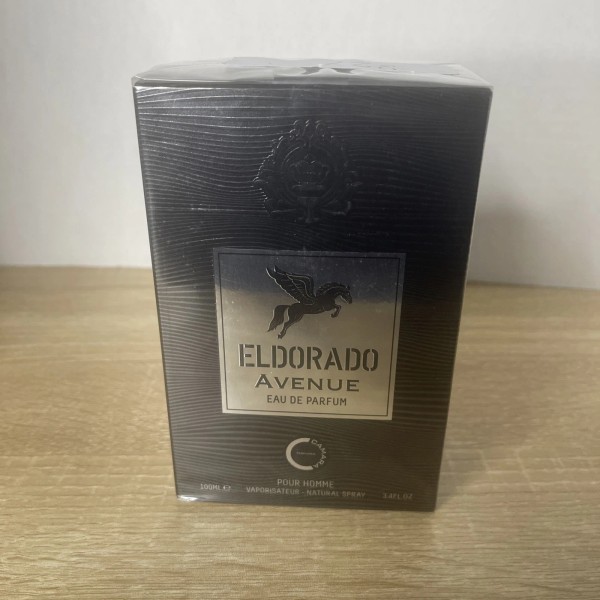 ELDORADO
AVENUE
EAU DE PARFUM
CAMARA
POUR HOMME
100ML e VAPORISATEUR - NATURAL SPRAY 3.4FL OZ